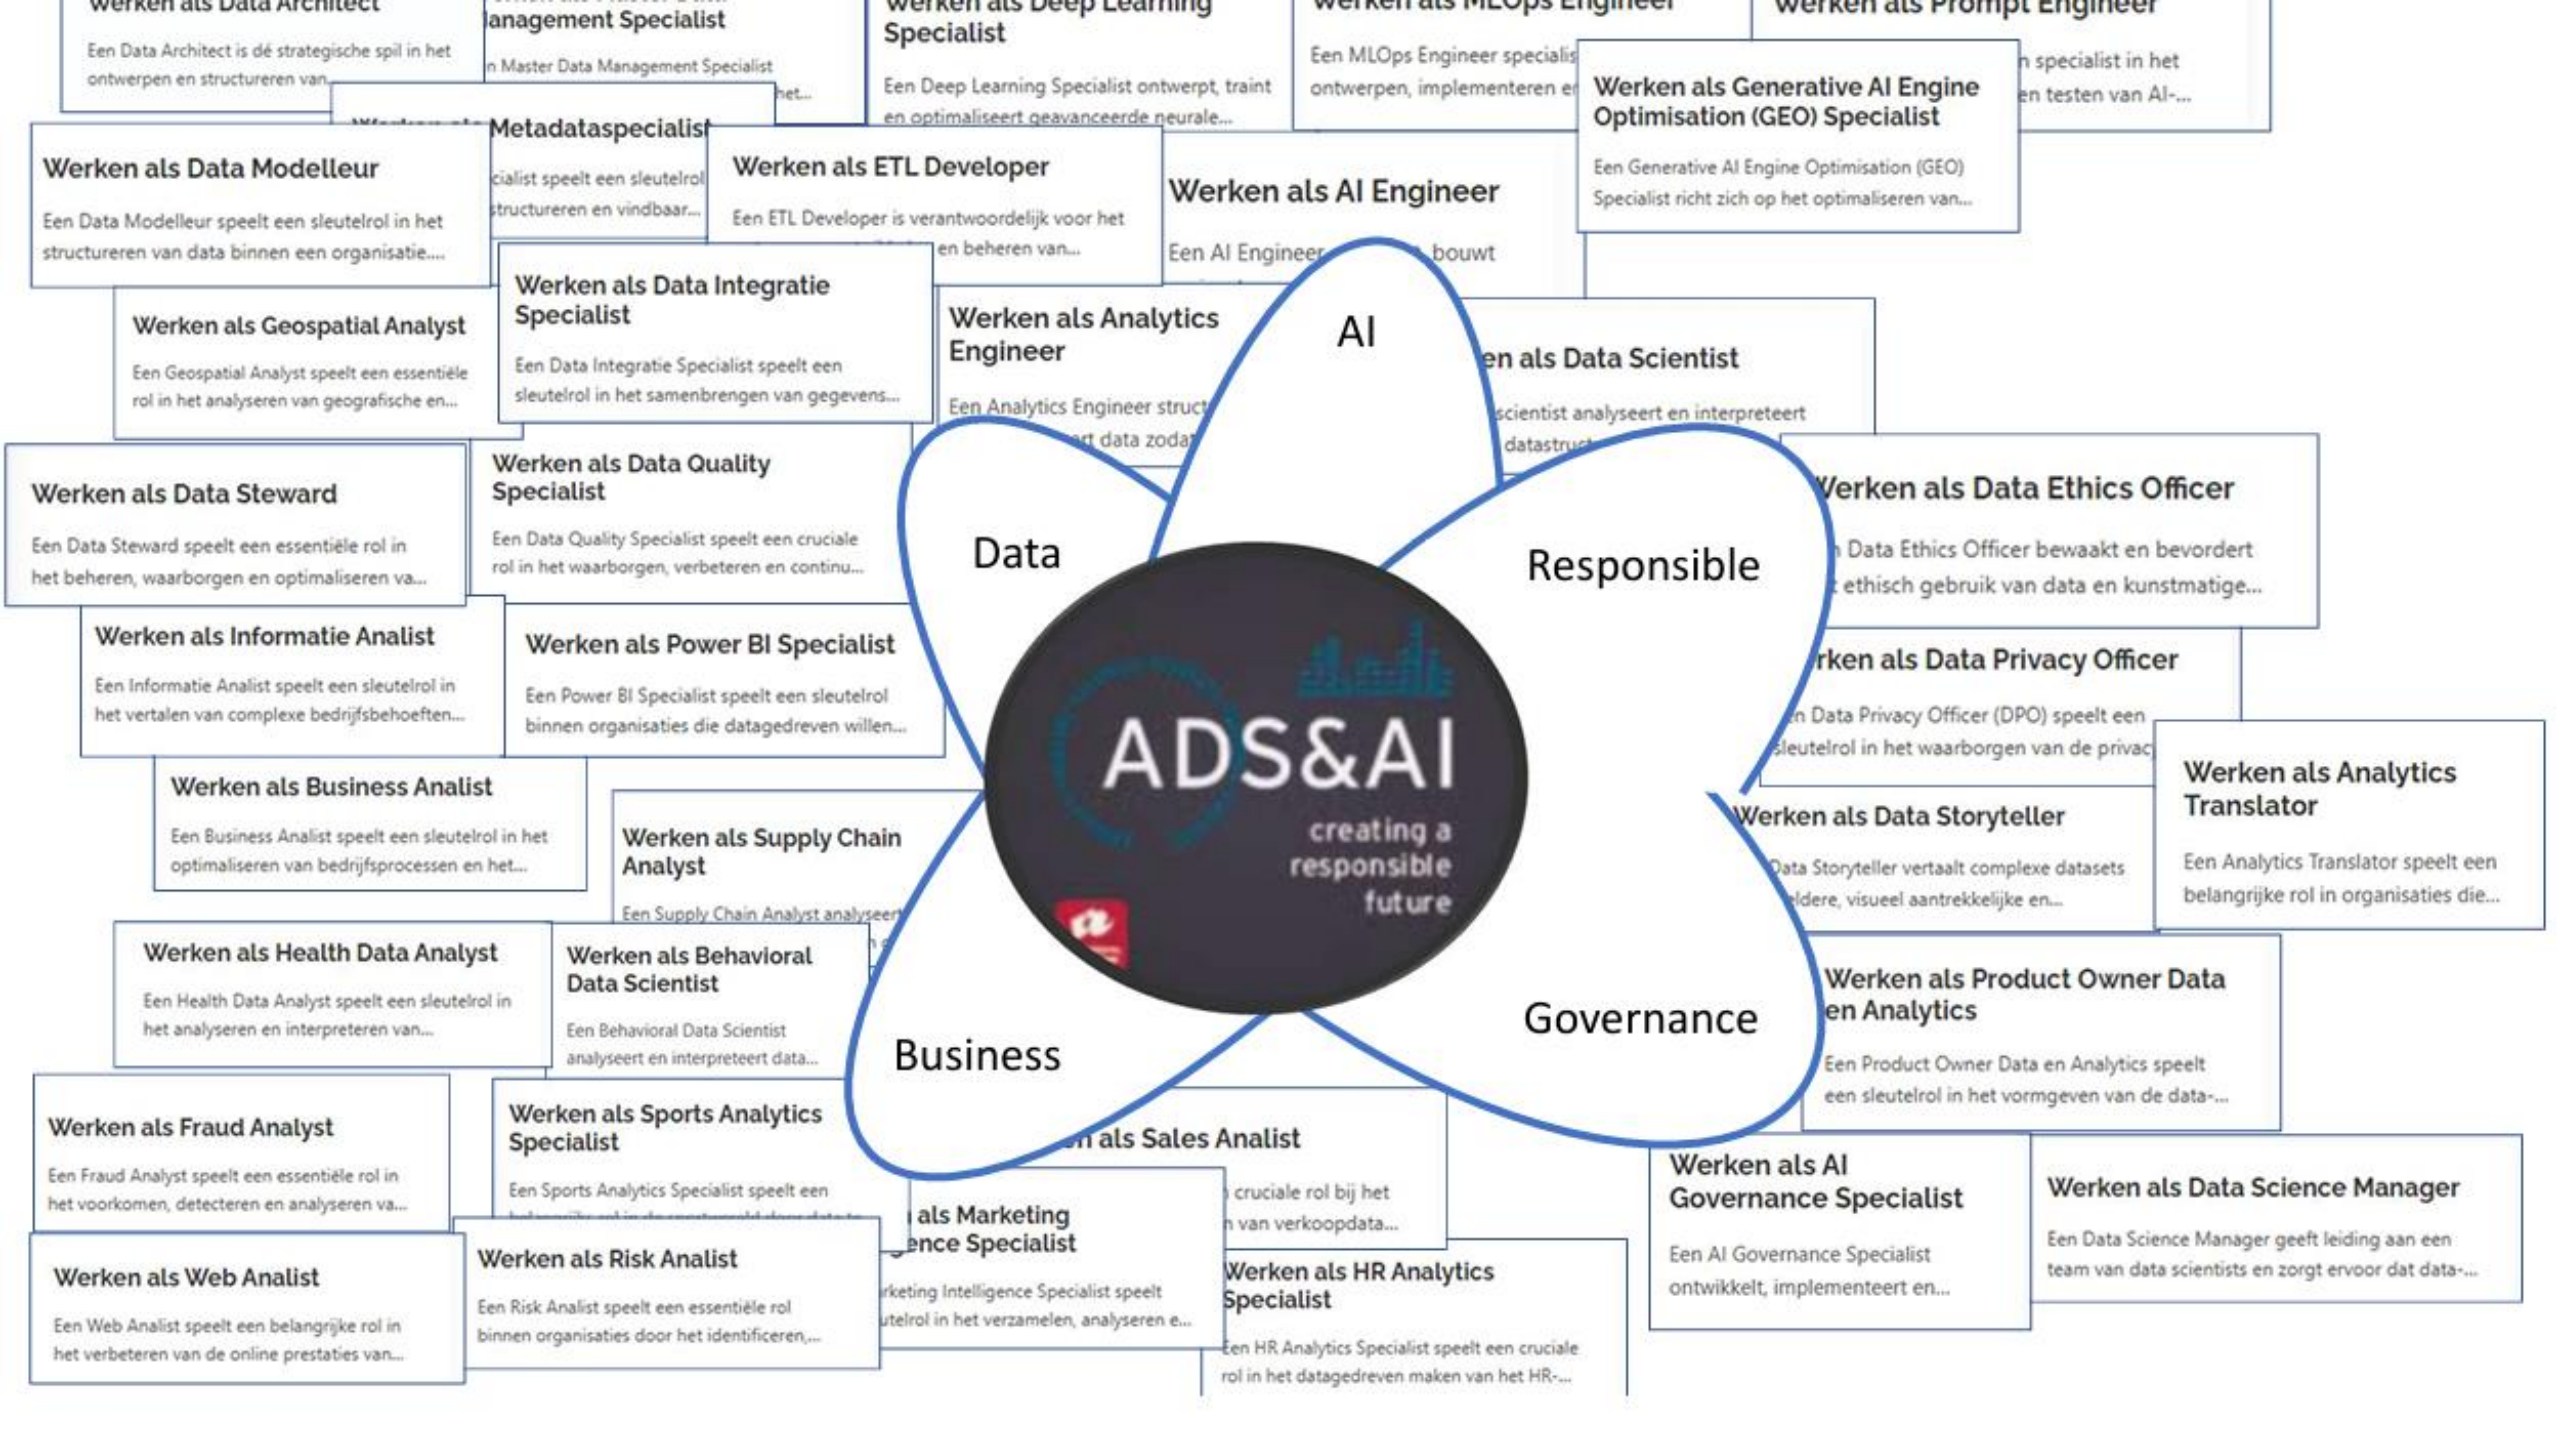 Werken als Data Architect
Een Data Architect is dé strategische spil in het
ontwerpen en structureren van
Management Specialist
Master Data Management Specialist
het...
Werken als Deep Learning
Specialist
Een Deep Learning Specialist ontwerpt, traint
en optimaliseert geavanceerde neurale...
Werken als MLOps Engineer
Een MLOps Engineer
ontwerpen, implementeren
Werken als Prompt Engineer
specialist in het
en testen van AI-...
Werken als Generative AI Engine
Optimisation (GEO) Specialist
Een Generative AI Engine Optimisation (GEO)
Specialist richt zich op het optimaliseren van...
Metadataspecialist
speelt een sleutelrol
structureren en vindbaar...
Werken als Data Modelleur
Een Data Modelleur speelt een sleutelrol in het
structureren van data binnen een organisatie....
Werken als ETL Developer
Een ETL Developer is verantwoordelijk voor het
en beheren van...
Werken als AI Engineer
Een AI Engineer
bouwt
Werken als Data Integratie
Specialist
Een Data Integratie Specialist speelt een
sleutelrol in het samenbrengen van gegevens...
Werken als Geospatial Analyst
Een Geospatial Analyst speelt een essentiële
rol in het analyseren van geografische en...
Werken als Analytics
Engineer
Een Analytics Engineer
data
AI
als Data Scientist
scientist analyseert en interpreteert
Werken als Data Steward
Een Data Steward speelt een essentiële rol in
het beheren, waarborgen en optimaliseren va...
Werken als Data Quality
Specialist
Een Data Quality Specialist speelt een cruciale
rol in het waarborgen, verbeteren en continu...
Data
Responsible
Werken als Data Ethics Officer
Data Ethics Officer bewaakt en bevordert
ethisch gebruik van data en kunstmatige...
Werken als Informatie Analist
Een Informatie Analist speelt een sleutelrol in
het vertalen van complexe bedrijfsbehoeften...
Werken als Power BI Specialist
Een Power BI Specialist speelt een sleutelrol
binnen organisaties die datagedreven willen...
als Data Privacy Officer
Data Privacy Officer (DPO) speelt een
sleutelrol in het waarborgen van de
ADS&AI
creating a
responsible
future
Werken als Business Analist
Een Business Analist speelt een sleutelrol in het
optimaliseren van bedrijfsprocessen en het...
Werken als Supply Chain
Analyst
Een Supply Chain Analyst analyseert
Werken als Data Storyteller
Data Storyteller vertaalt complexe datasets
visueel aantrekkelijke en...
Werken als Analytics
Translator
Een Analytics Translator speelt een
belangrijke rol in organisaties die...
Werken als Health Data Analyst
Een Health Data Analyst speelt een sleutelrol in
het analyseren en interpreteren van...
Werken als Behavioral
Data Scientist
Een Behavioral Data Scientist
analyseert en interpreteert data...
Business
Governance
Werken als Product Owner Data
en Analytics
Een Product Owner Data en Analytics speelt
een sleutelrol in het vormgeven van de data-...
Werken als Fraud Analyst
Een Fraud Analyst speelt een essentiële rol in
het voorkomen, detecteren en analyseren va...
Werken als Sports Analytics
Specialist
Een Sports Analytics Specialist speelt een
als Sales Analist
cruciale rol bij het
van verkoopdata...
als Marketing
Specialist
Intelligence Specialist speelt
in het verzamelen, analyseren e...
Werken als AI
Governance Specialist
Een AI Governance Specialist
ontwikkelt, implementeert en...
Werken als Data Science Manager
Een Data Science Manager geeft leiding aan een
team van data scientists en zorgt ervoor dat data-...
Werken als Web Analist
Een Web Analist speelt een belangrijke rol in
het verbeteren van de online prestaties van...
Werken als Risk Analist
Een Risk Analist speelt een essentiële rol
binnen organisaties door het identificeren,...
Werken als HR Analytics
Specialist
Een HR Analytics Specialist speelt een cruciale
rol in het datagedreven maken van het HR-...